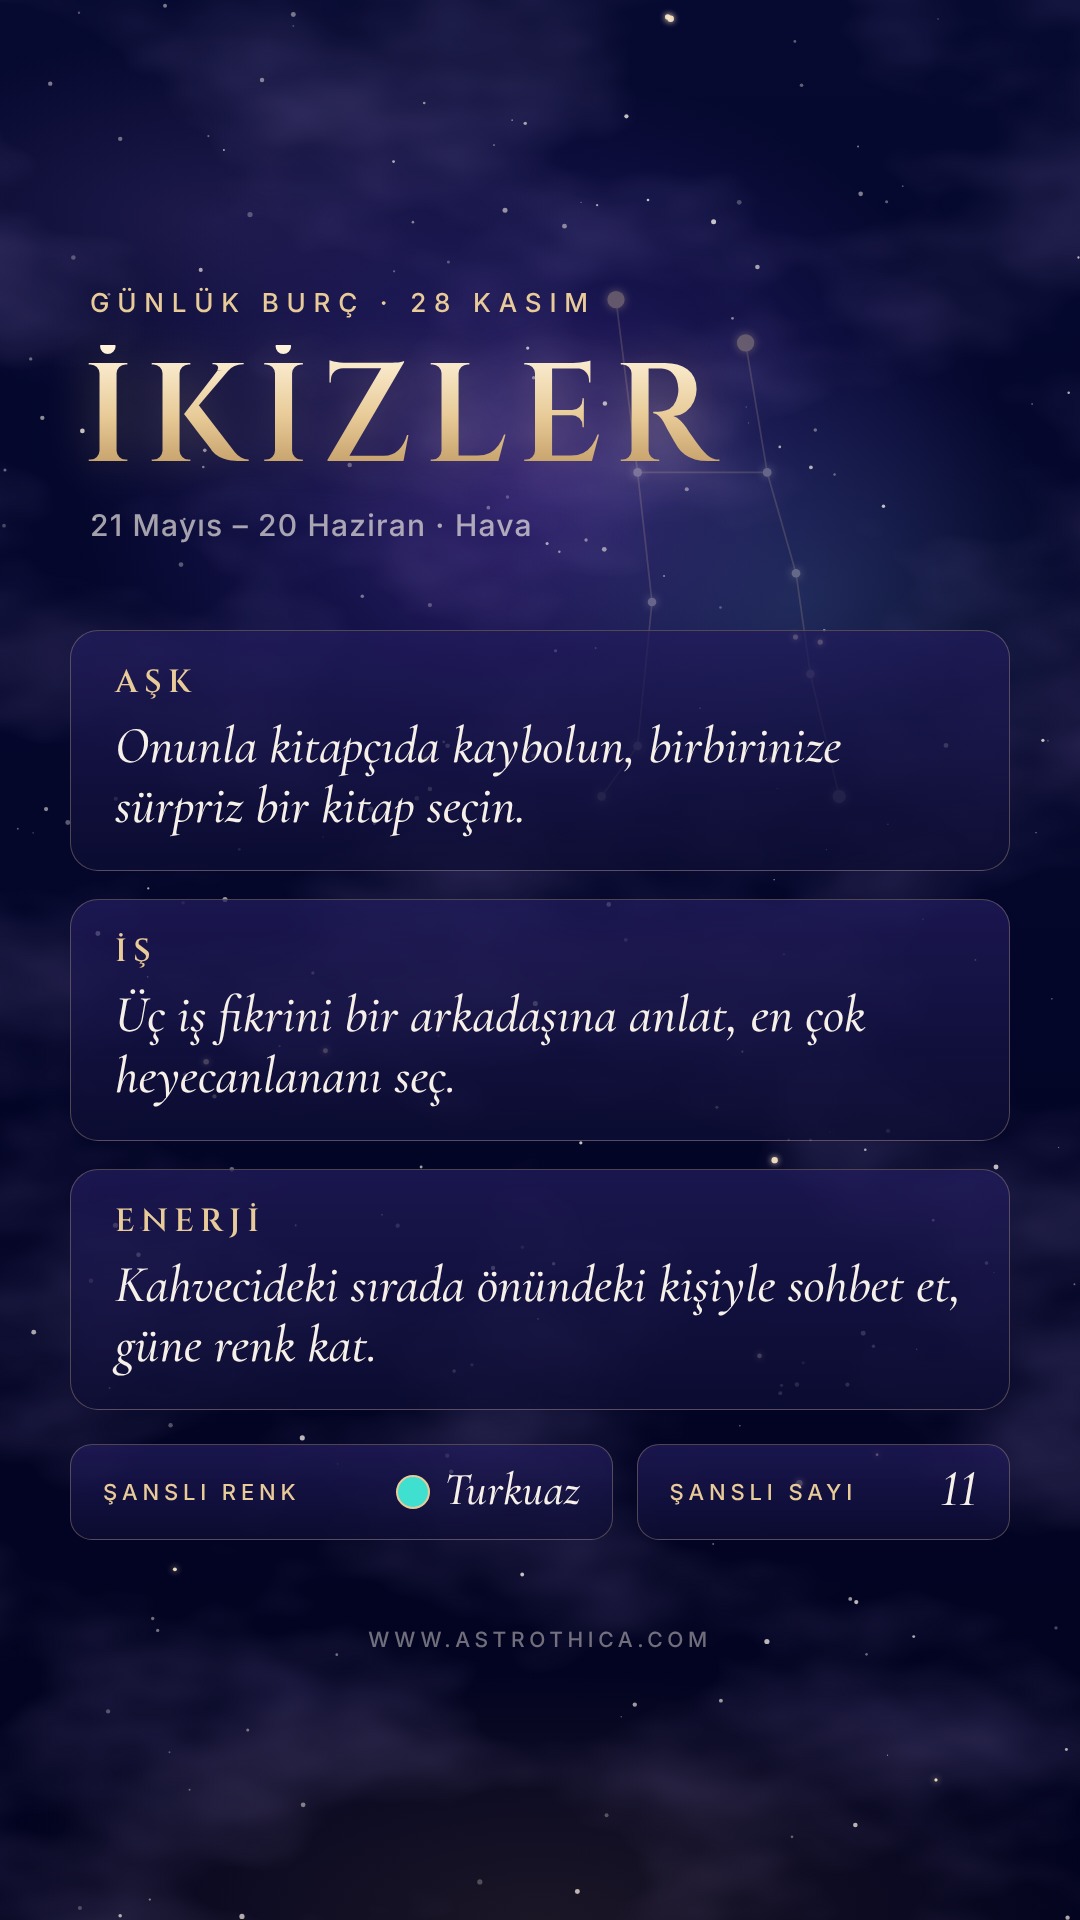 GÜNLÜK BURÇ · 28 KASIM
İKİZLER
21 Mayıs – 20 Haziran · Hava
AŞK
Onunla kitapçıda kaybolun, birbirinize
sürpriz bir kitap seçin.
İŞ
Üç iş fikrini bir arkadaşına anlat, en çok
heyecanlananı seç.
ENERJİ
Kahvecideki sırada önündeki kişiyle sohbet et,
güne renk kat.
ŞANSLI RENK Turkuaz
ŞANSLI SAYI 11
WWW.ASTROTHICA.COM